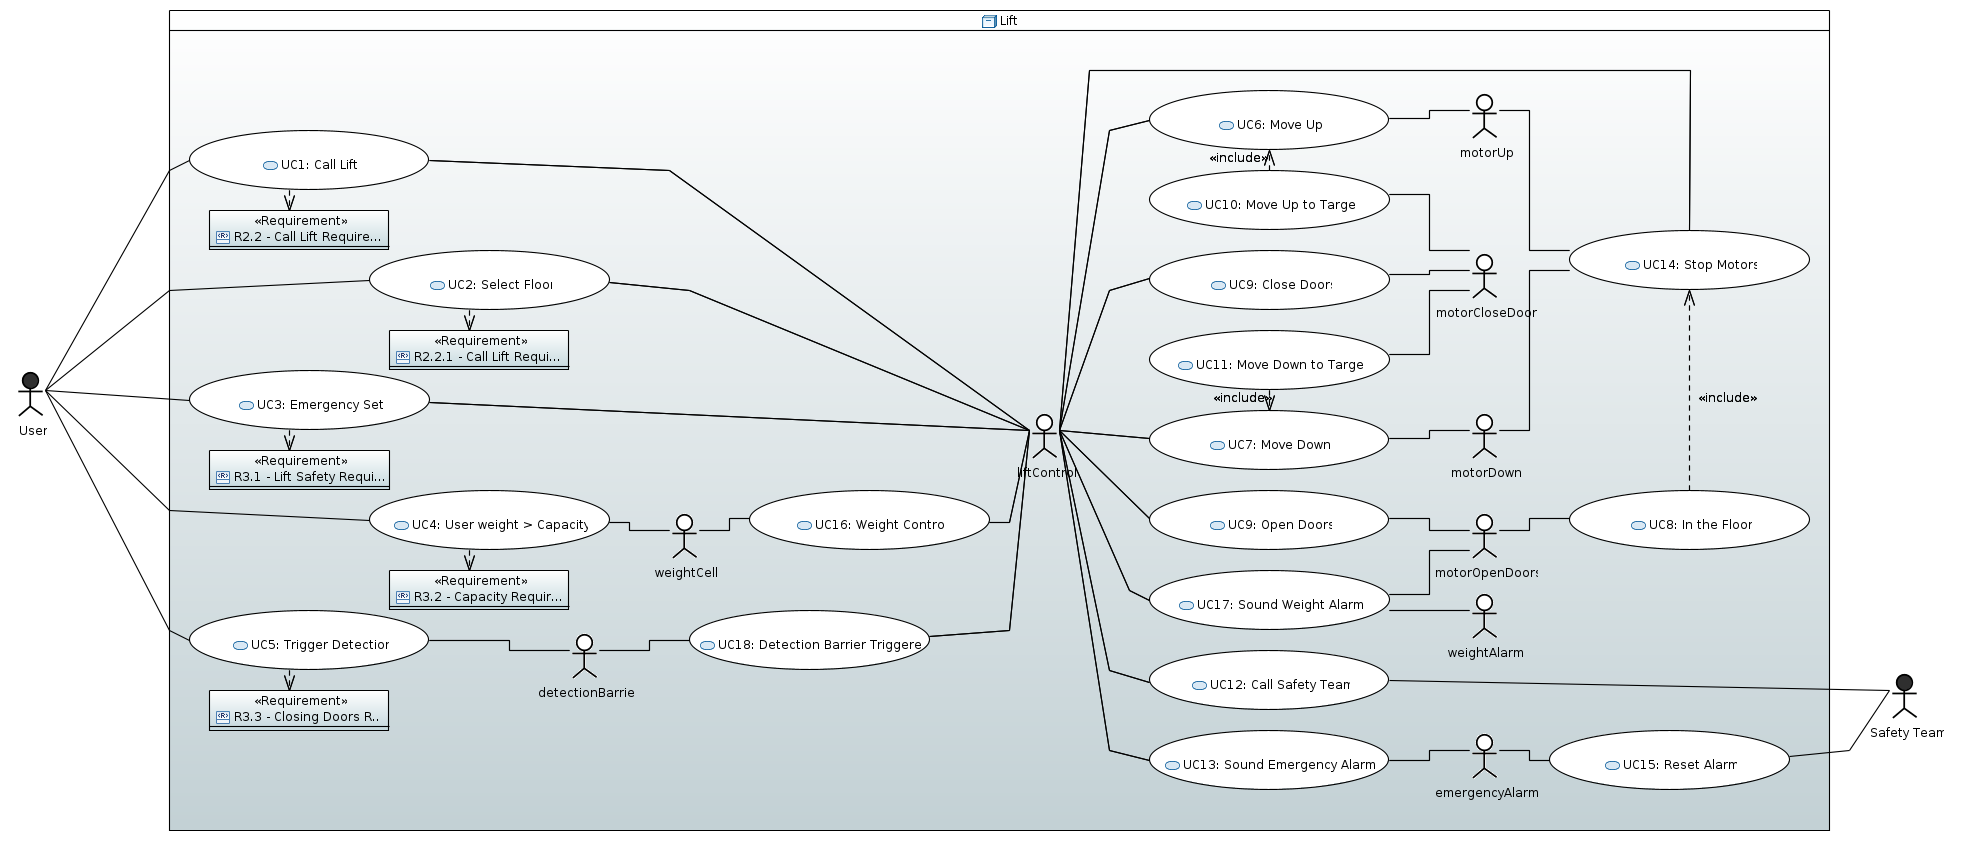 Lift
UC1: Call Lift
«Requirement»
R2.2 - Call Lift Require...
UC2: Select Floor
«Requirement»
R2.2.1 - Call Lift Requi...
UC3: Emergency Set
«Requirement»
R3.1 - Lift Safety Requi...
User
UC4: User weight > Capacity
«Requirement»
R3.2 - Capacity Requir...
weightCell
UC16: Weight Contro
UC5: Trigger Detection
«Requirement»
R3.3 - Closing Doors R..
detectionBarrie
UC18: Detection Barrier Triggere
liftControl
UC6: Move Up
«include»
UC10: Move Up to Targe
UC9: Close Doors
UC11: Move Down to Targe
«include»
UC7: Move Down
UC9: Open Doors
UC17: Sound Weight Alarm
UC12: Call Safety Team
UC13: Sound Emergency Alarm
motorUp
motorCloseDoor
motorDown
motorOpenDoors
weightAlarm
emergencyAlarm
UC14: Stop Motors
«include»
UC8: In the Floor
UC15: Reset Alarm
Safety Team